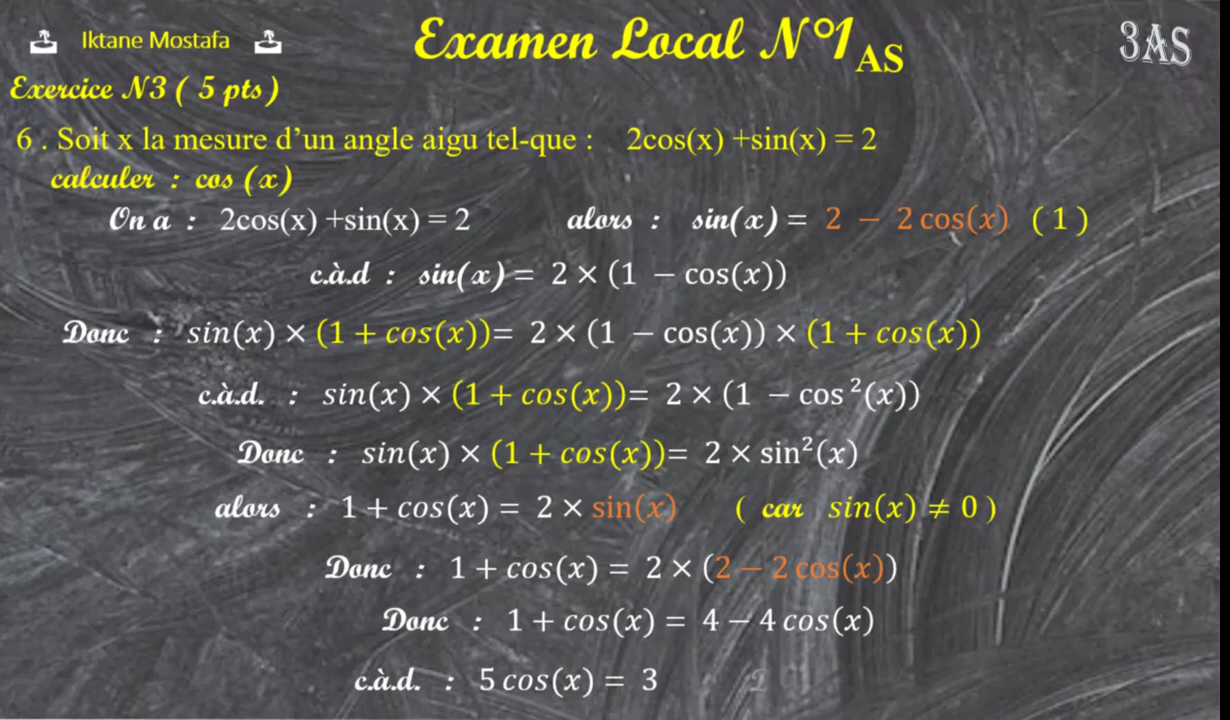 Iktane Mostafa
Examen Local N°1 AS
3AS
Exercice N3 ( 5 pts )
6 . Soit x la mesure d’un angle aigu tel-que : 2cos(x) +sin(x) = 2
calculer : cos (x)
On a : 2cos(x) +sin(x) = 2 alors : sin(x) = 2 − 2 cos(x) ( 1 )
c.à.d : sin(x) = 2 × (1 − cos(x))
Donc : sin(x) × (1 + cos(x))= 2 × (1 − cos(x)) × (1 + cos(x))
c.à.d. : sin(x) × (1 + cos(x))= 2 × (1 − cos²(x))
Donc : sin(x) × (1 + cos(x))= 2 × sin²(x)
alors : 1 + cos(x) = 2 × sin(x) ( car sin(x) ≠ 0 )
Donc : 1 + cos(x) = 2 × (2 − 2 cos(x))
Donc : 1 + cos(x) = 4 − 4 cos(x)
c.à.d. : 5 cos(x) = 3